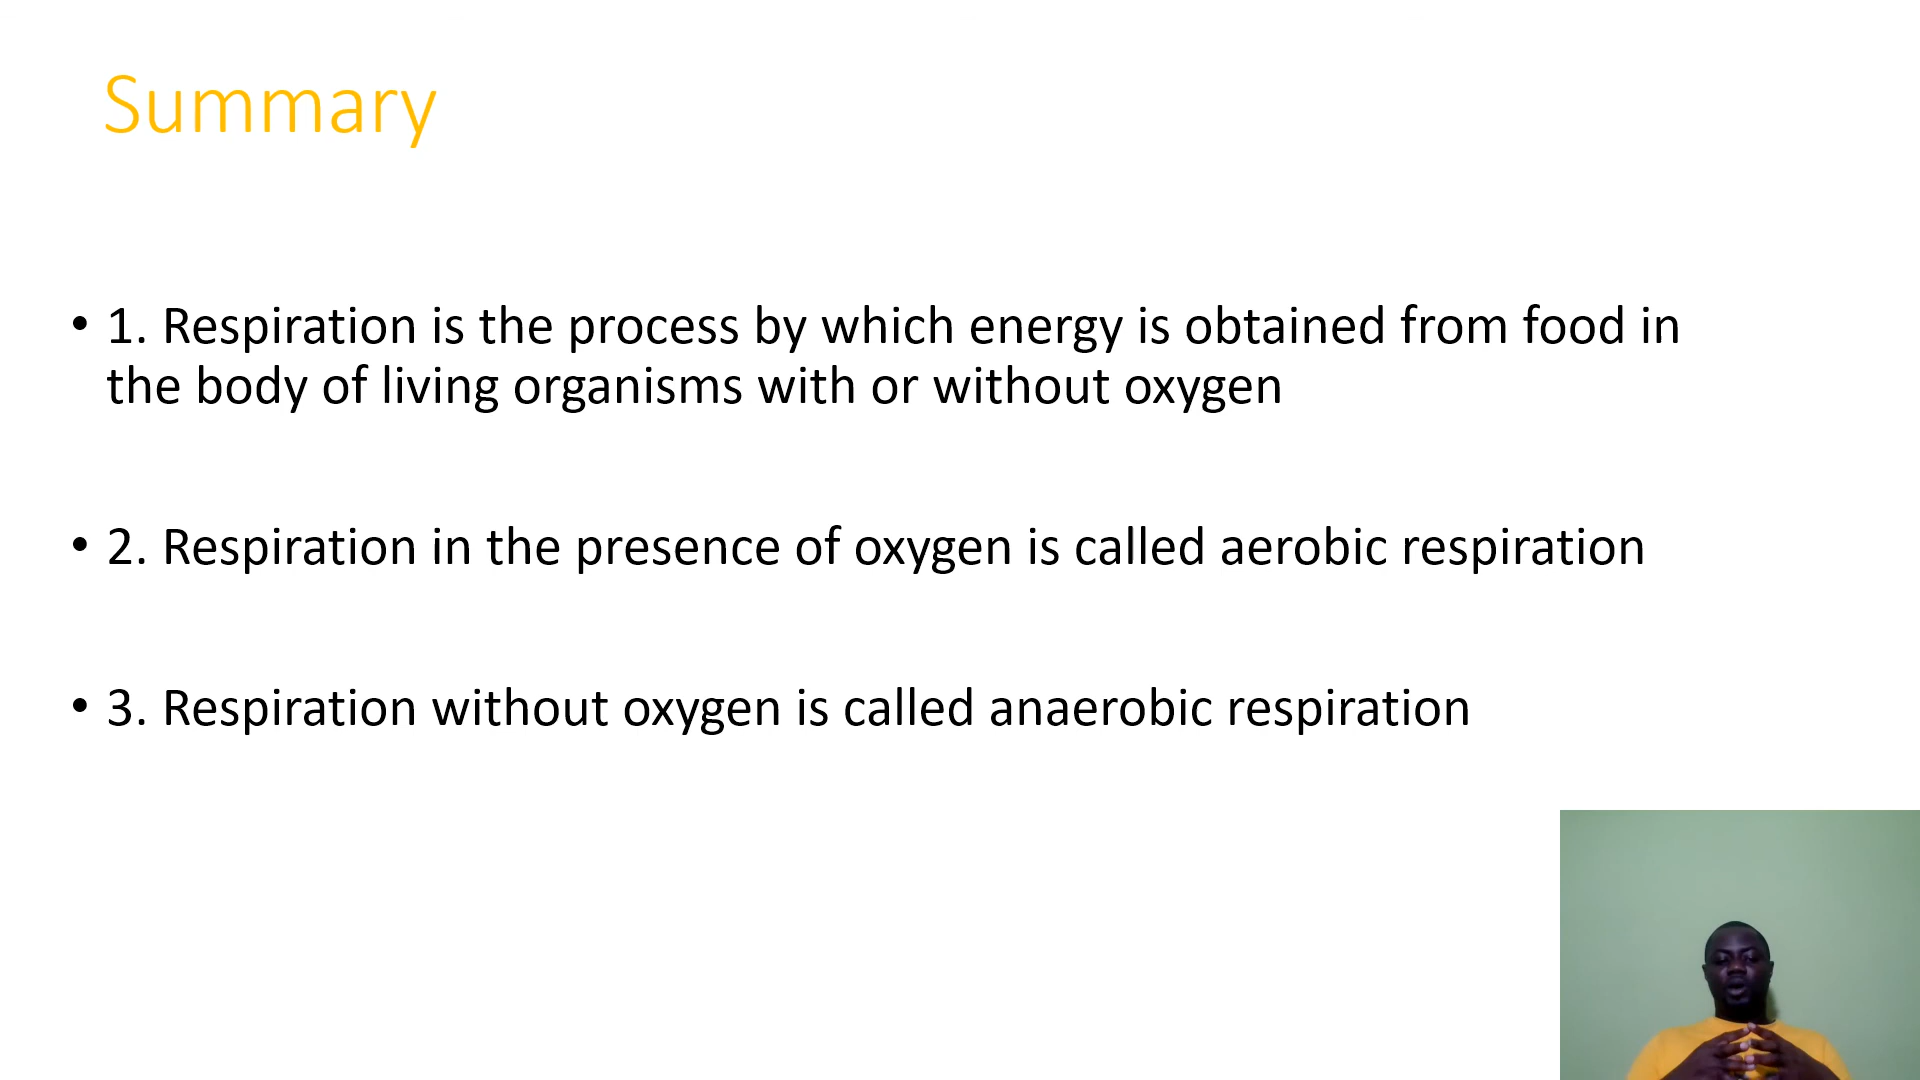 Summary
• 1. Respiration is the process by which energy is obtained from food in
the body of living organisms with or without oxygen
• 2. Respiration in the presence of oxygen is called aerobic respiration
• 3. Respiration without oxygen is called anaerobic respiration